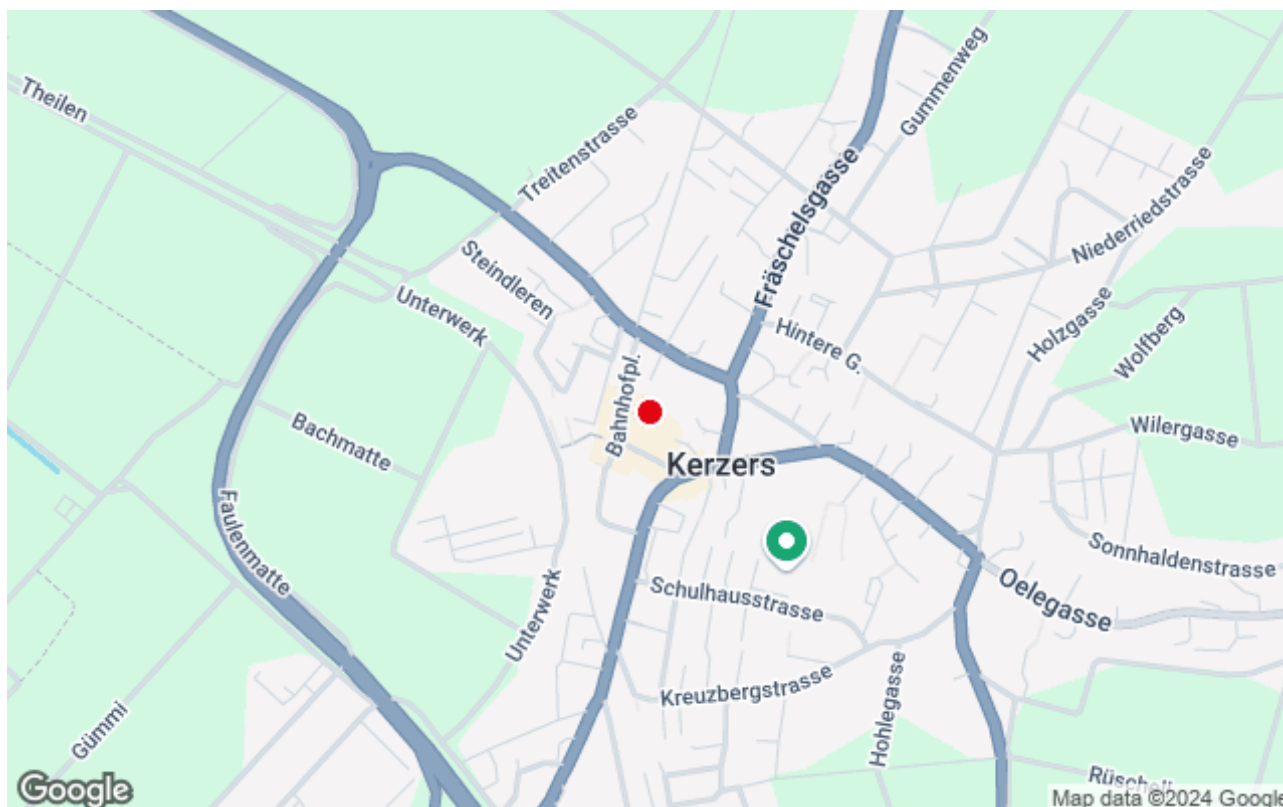 Theilen
Treitenstrasse
Gummenweg
Fräschelsgasse
Niederriedstrasse
Steindleren
Unterwerk
Hintere G.
Holzgasse
Wolfberg
Bahnhofpl.
Bachmatte
Kerzers
Wilergasse
Faulenmatte
Sonnhaldenstrasse
Oelegasse
Schulhausstrasse
Unterwerk
Kreuzbergstrasse
Hohlegasse
Gümmi
Rüscheli
Google
Map data ©2024 Google